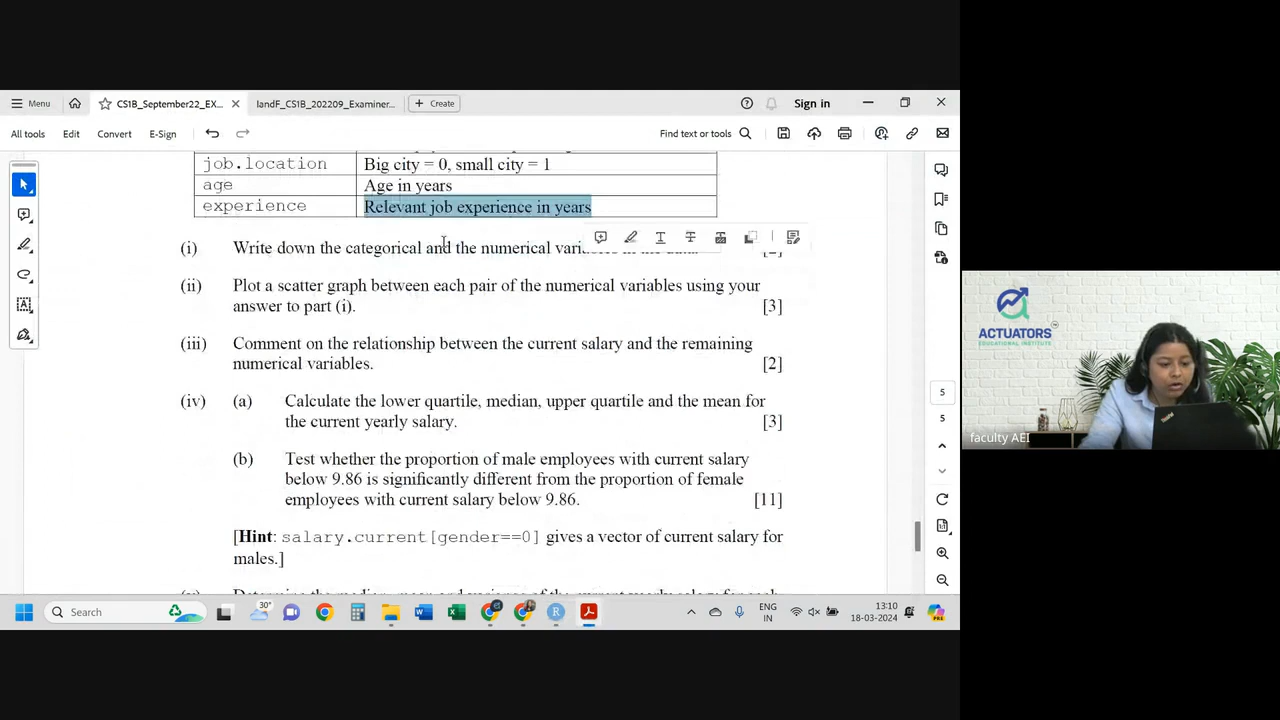 Menu
CS1B_September22_EX...
IandF_CS1B_202209_Examiner...
Create
Sign in
All tools
Edit
Convert
E-Sign
Find text or tools
job.location
Big city = 0, small city = 1
age
Age in years
experience
Relevant job experience in years
(i) Write down the categorical and the numerical
(ii) Plot a scatter graph between each pair of the numerical variables using your
answer to part (i). [3]
(iii) Comment on the relationship between the current salary and the remaining
numerical variables. [2]
(iv) (a) Calculate the lower quartile, median, upper quartile and the mean for
the current yearly salary. [3]
(b) Test whether the proportion of male employees with current salary
below 9.86 is significantly different from the proportion of female
employees with current salary below 9.86. [11]
[Hint: salary.current[gender==0] gives a vector of current salary for
males.]
5
5
ACTUATORS
EDUCATIONAL INSTITUTE
faculty AEI
Search
30°
ENG
IN
13:10
18-03-2024